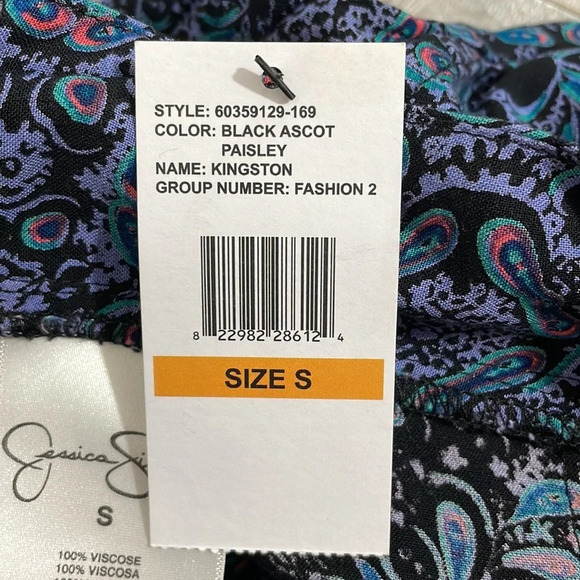 STYLE: 60359129-169
COLOR: BLACK ASCOT
PAISLEY
NAME: KINGSTON
GROUP NUMBER: FASHION 2
8 22982 28612 4
SIZE S
Jessica
S
100% VISCOSE
100% VISCOSA